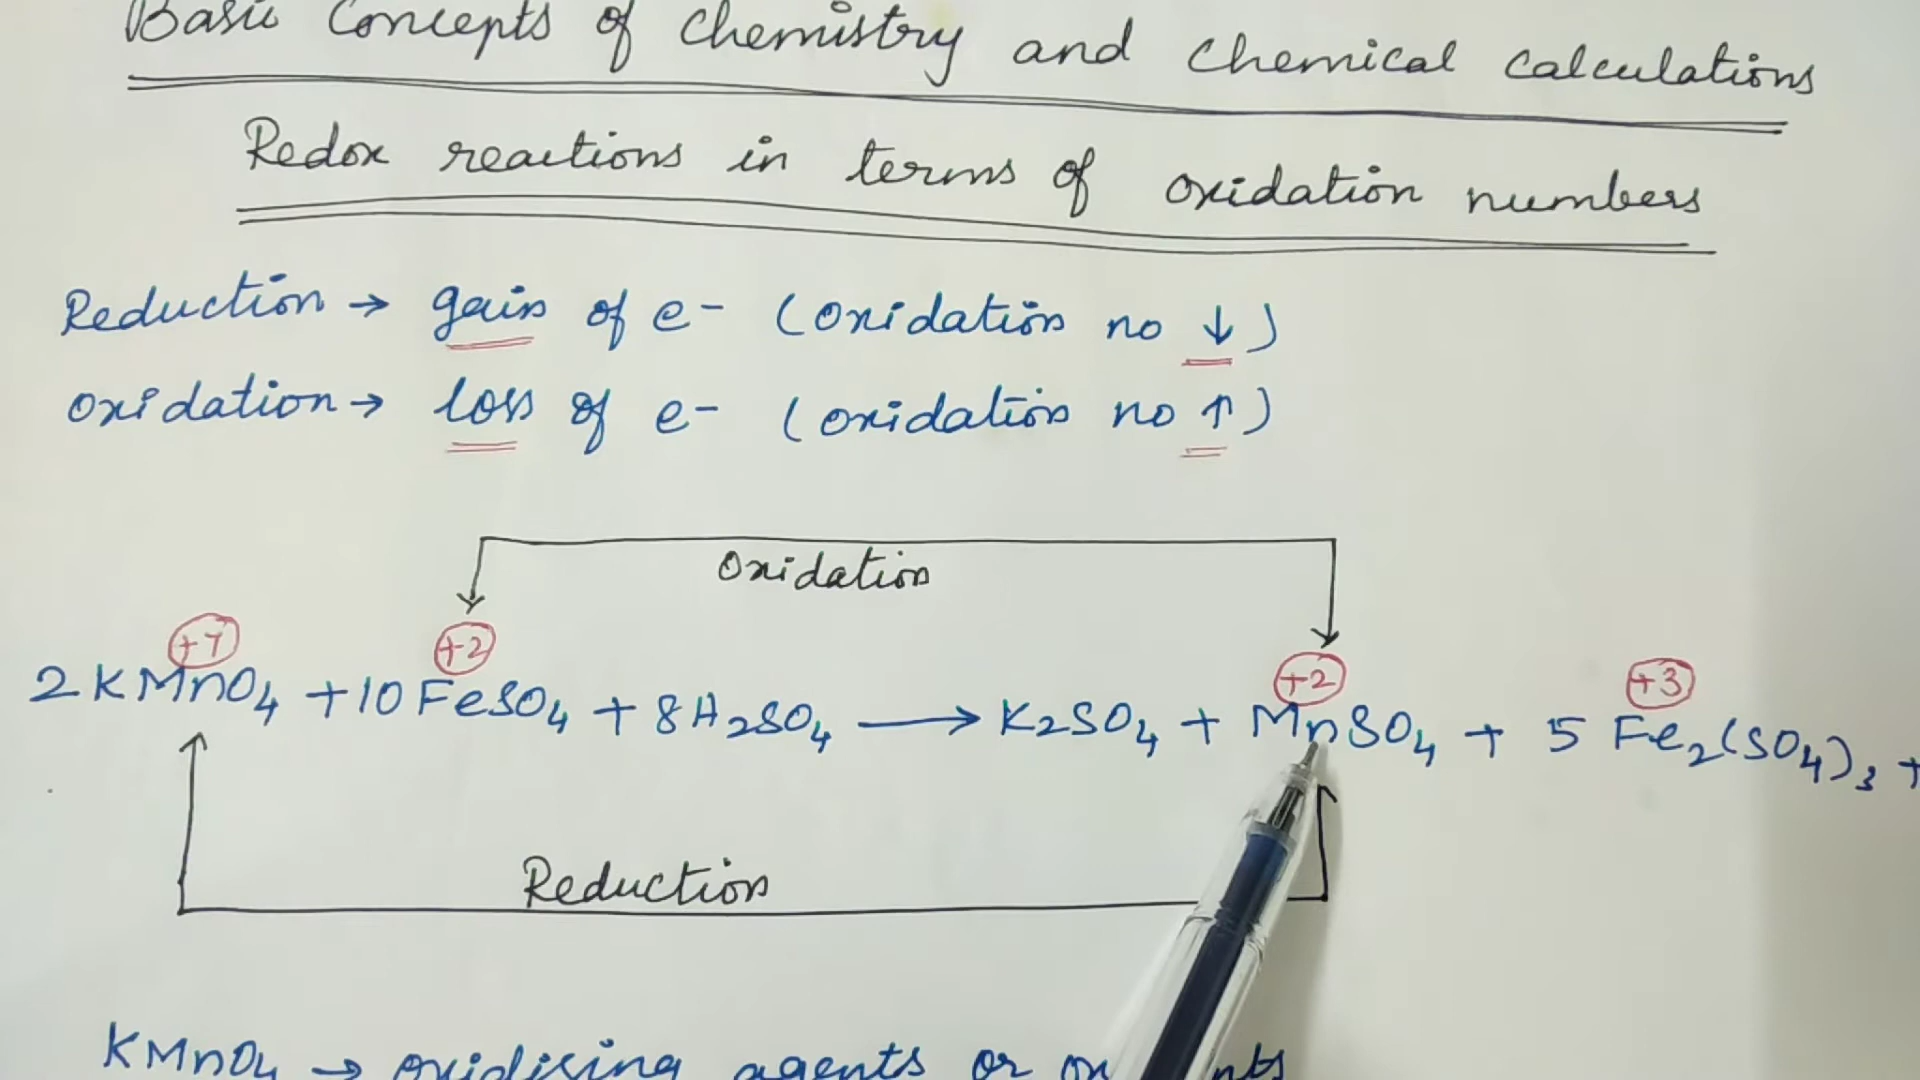 Basic Concepts of Chemistry and Chemical Calculations
Redox reactions in terms of oxidation numbers
Reduction → gain of e- (oxidation no ↓)
oxidation → loss of e- (oxidation no ↑)
Oxidation
+7 +2 +2 +3
2KMnO₄ + 10 FeSO₄ + 8H₂SO₄ → K₂SO₄ + MnSO₄ + 5 Fe₂(SO₄)₃ +
Reduction
KMnO₄ → oxidising agents or